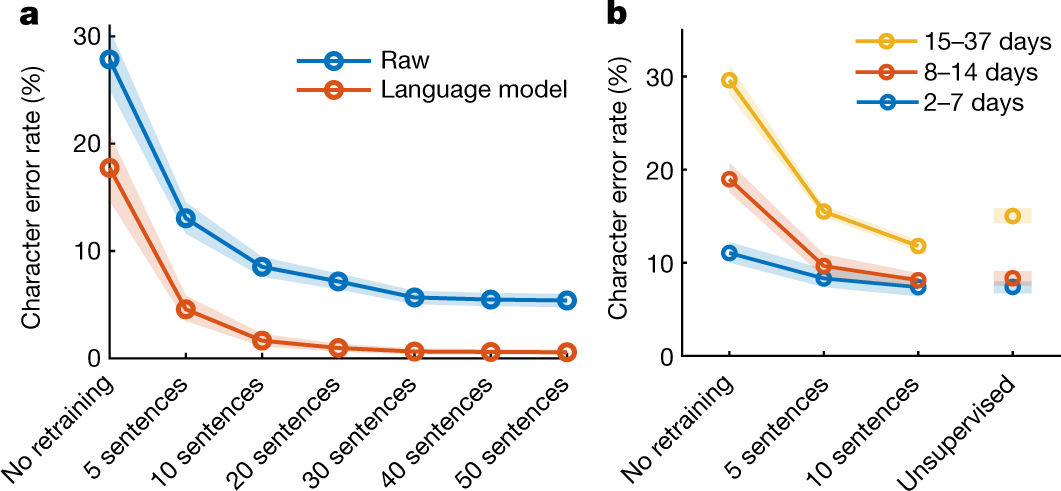 a
Character error rate (%)
30
20
10
0
Raw
Language model
No retraining
5 sentences
10 sentences
20 sentences
30 sentences
40 sentences
50 sentences
b
Character error rate (%)
30
20
10
0
15–37 days
8–14 days
2–7 days
No retraining
5 sentences
10 sentences
Unsupervised